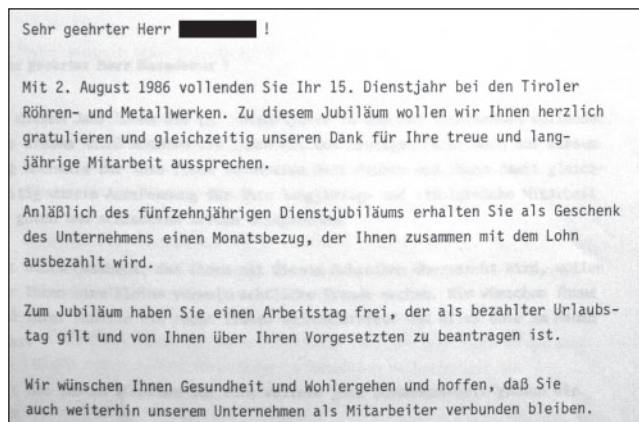 Sehr geehrter Herr !
Mit 2. August 1986 vollenden Sie Ihr 15. Dienstjahr bei den Tiroler
Röhren- und Metallwerken. Zu diesem Jubiläum wollen wir Ihnen herzlich
gratulieren und gleichzeitig unseren Dank für Ihre treue und lang-
jährige Mitarbeit aussprechen.
Anläßlich des fünfzehnjährigen Dienstjubiläums erhalten Sie als Geschenk
des Unternehmens einen Monatsbezug, der Ihnen zusammen mit dem Lohn
ausbezahlt wird.
Zum Jubiläum haben Sie einen Arbeitstag frei, der als bezahlter Urlaubs-
tag gilt und von Ihnen über Ihren Vorgesetzten zu beantragen ist.
Wir wünschen Ihnen Gesundheit und Wohlergehen und hoffen, daß Sie
auch weiterhin unserem Unternehmen als Mitarbeiter verbunden bleiben.